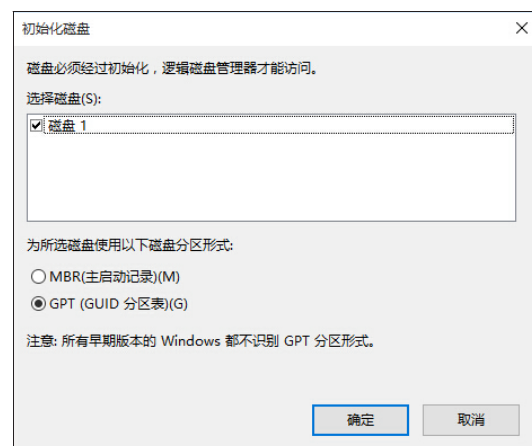 初始化磁盘
磁盘必须经过初始化，逻辑磁盘管理器才能访问。
选择磁盘(S):
磁盘 1
为所选磁盘使用以下磁盘分区形式:
MBR(主启动记录)(M)
GPT (GUID 分区表)(G)
注意: 所有早期版本的 Windows 都不识别 GPT 分区形式。
确定
取消